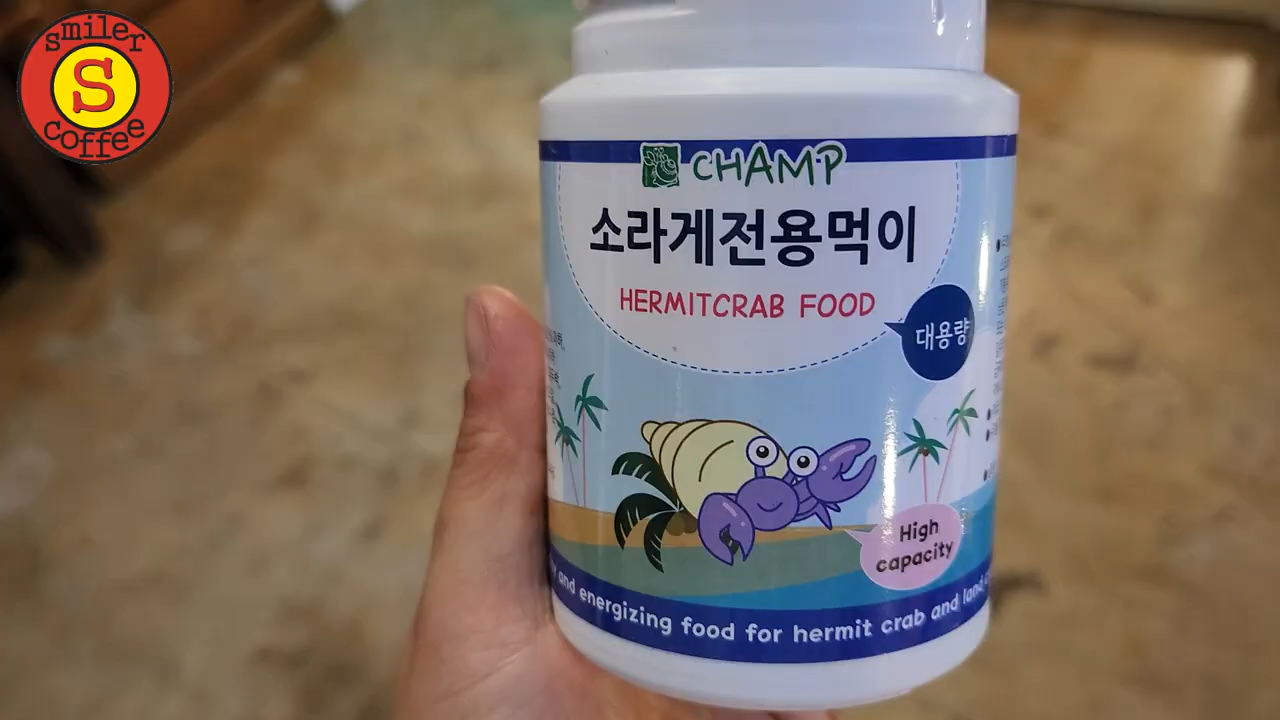 smiler
S
coffee
CHAMP
소라게전용먹이
HERMITCRAB FOOD
대용량
High
capacity
and energizing food for hermit crab and land